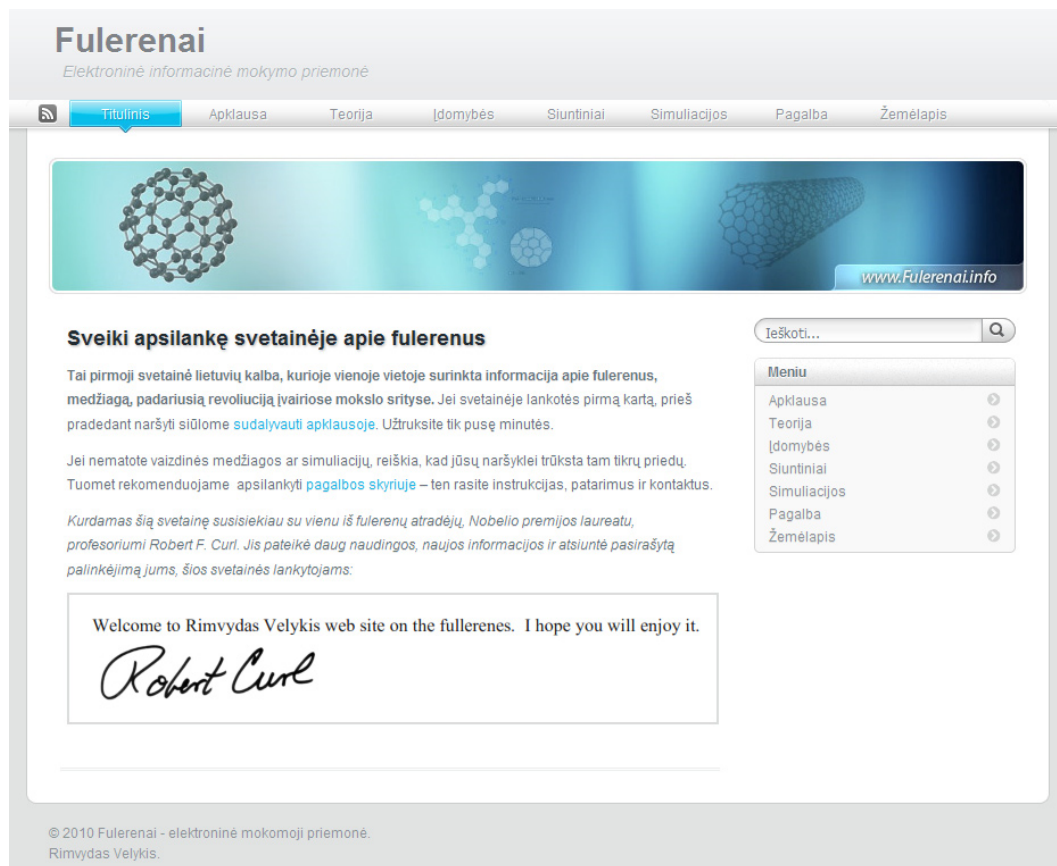 Fulerenai
Elektroninė informacinė mokymo priemonė
Titulinis Apklausa Teorija Įdomybės Siuntiniai Simuliacijos Pagalba Žemėlapis
www.Fulerenai.info
Sveiki apsilankę svetainėje apie fulerenus
Tai pirmoji svetainė lietuvių kalba, kurioje vienoje vietoje surinkta informacija apie fulerenus,
medžiagą, padariusią revoliuciją įvairiose mokslo srityse. Jei svetainėje lankotės pirmą kartą, prieš
pradedant naršyti siūlome sudalyvauti apklausoje. Užtruksite tik pusę minutės.
Jei nematote vaizdinės medžiagos ar simuliacijų, reiškia, kad jūsų naršyklei trūksta tam tikrų priedų.
Tuomet rekomenduojame apsilankyti pagalbos skyriuje – ten rasite instrukcijas, patarimus ir kontaktus.
Kurdamas šią svetainę susisiekiau su vienu iš fulerenų atradėjų, Nobelio premijos laureatu,
profesoriumi Robert F. Curl. Jis pateikė daug naudingos, naujos informacijos ir atsiuntė pasirašytą
palinkėjimą jums, šios svetainės lankytojams:
Welcome to Rimvydas Velykis web site on the fullerenes. I hope you will enjoy it.
Robert Curl
Ieškoti...
Meniu
Apklausa
Teorija
Įdomybės
Siuntiniai
Simuliacijos
Pagalba
Žemėlapis
© 2010 Fulerenai - elektroninė mokomoji priemonė.
Rimvydas Velykis.